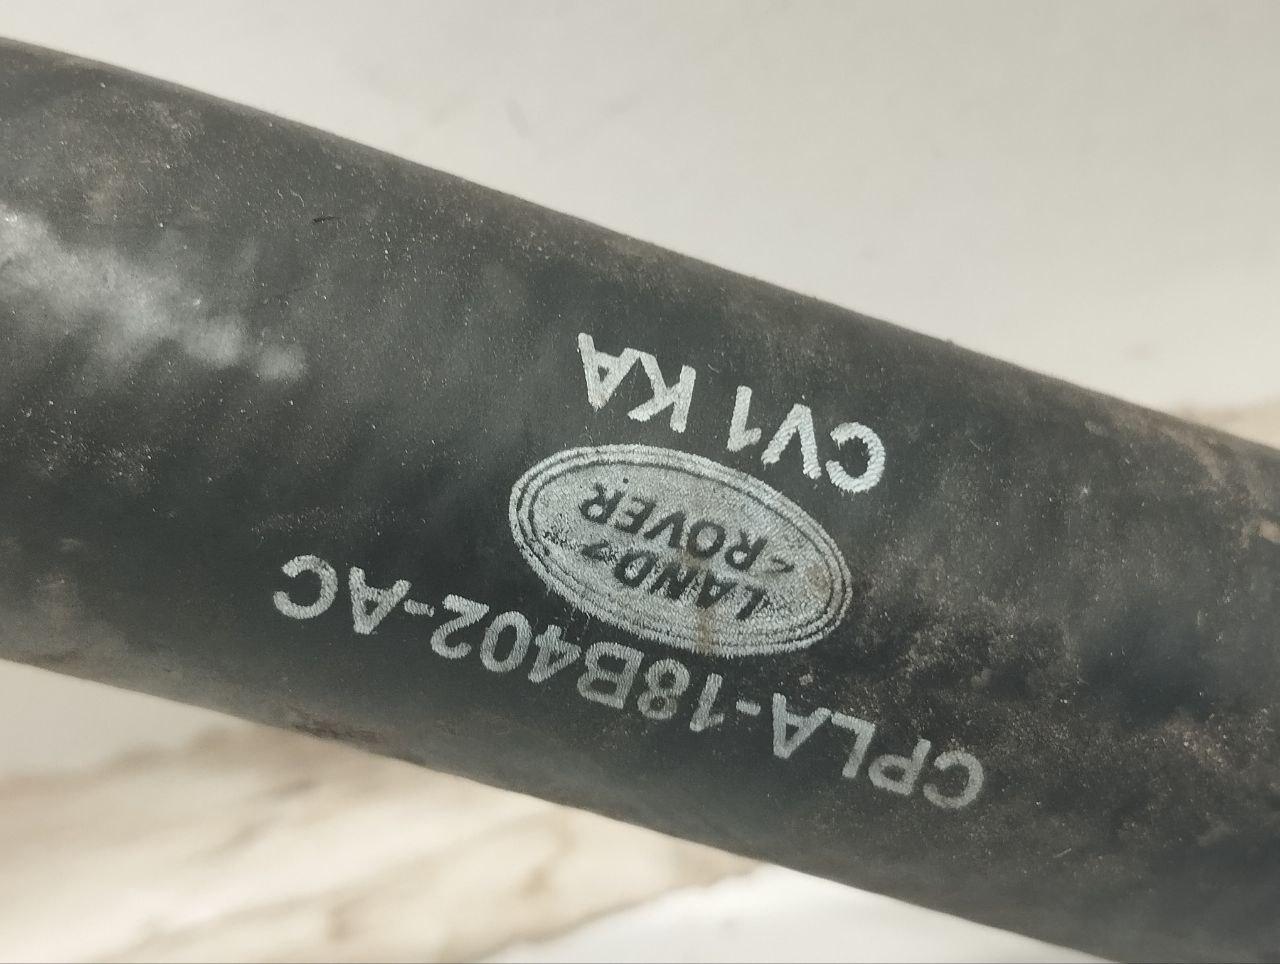 CPLA-18B402-AC
LAND
ROVER
CV1 KA